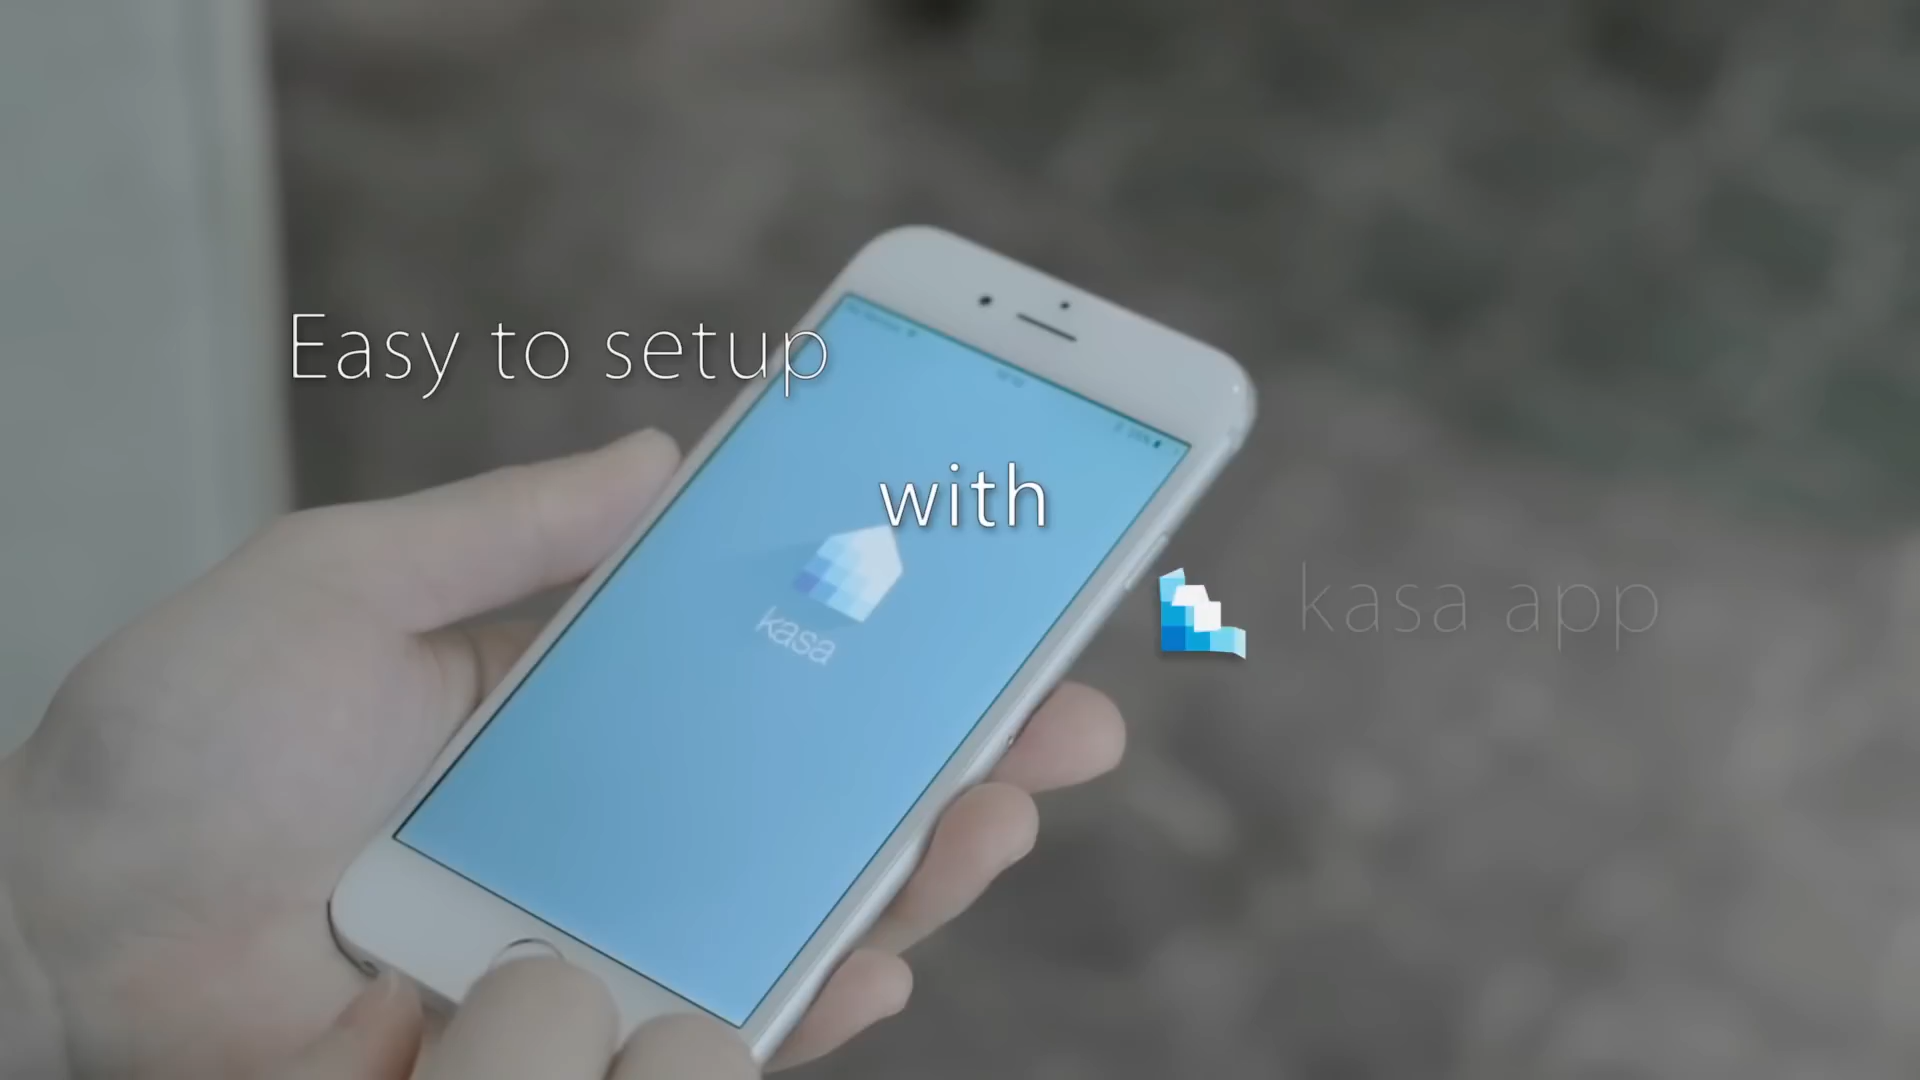 Easy to setup
with
kasa
kasa app